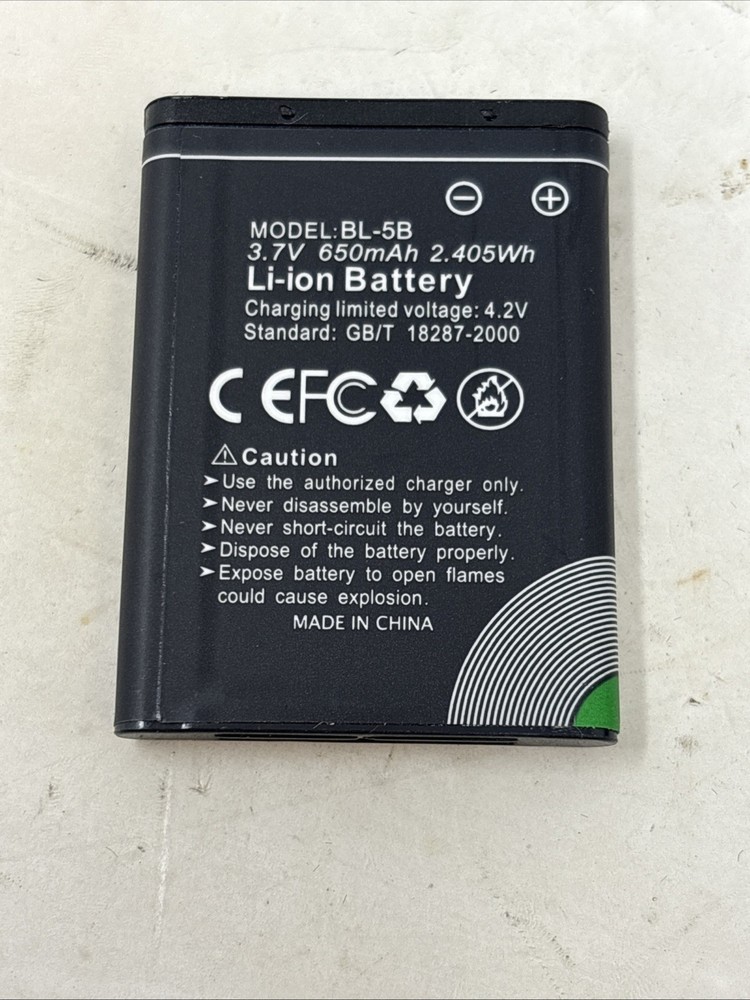 MODEL:BL-5B
3.7V 650mAh 2.405Wh
Li-ion Battery
Charging limited voltage: 4.2V
Standard: GB/T 18287-2000
CE FC
Caution
Use the authorized charger only.
Never disassemble by yourself.
Never short-circuit the battery.
Dispose of the battery properly.
Expose battery to open flames
could cause explosion.
MADE IN CHINA